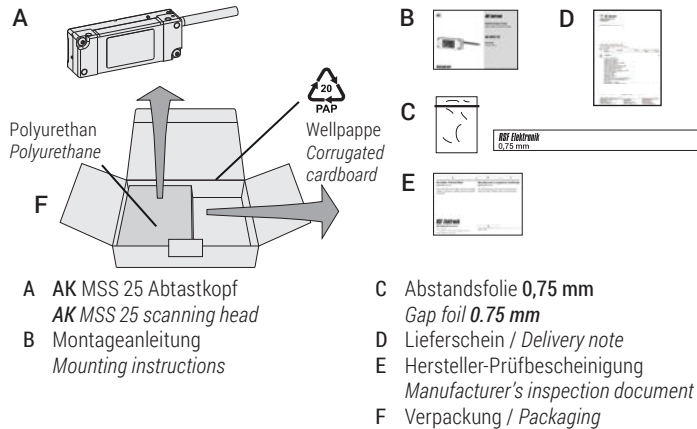 A
B
D
20
PAP
Polyurethan
Polyurethane
Wellpappe
Corrugated
cardboard
C
RSF Elektronik
0,75 mm
F
E
A AK MSS 25 Abtastkopf
AK MSS 25 scanning head
B Montageanleitung
Mounting instructions
C Abstandsfolie 0,75 mm
Gap foil 0.75 mm
D Lieferschein / Delivery note
E Hersteller-Prüfbescheinigung
Manufacturer's inspection document
F Verpackung / Packaging